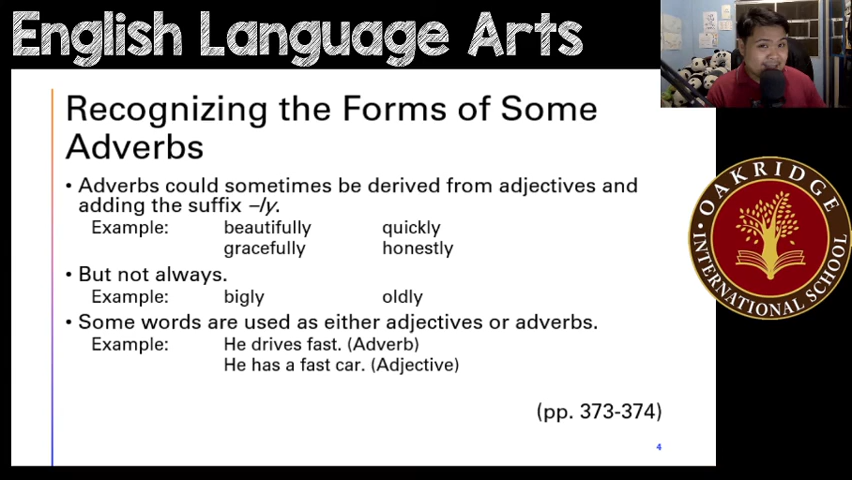 English Language Arts
Recognizing the Forms of Some
Adverbs
• Adverbs could sometimes be derived from adjectives and
adding the suffix –ly.
Example: beautifully quickly
gracefully honestly
• But not always.
Example: bigly oldly
• Some words are used as either adjectives or adverbs.
Example: He drives fast. (Adverb)
He has a fast car. (Adjective)
(pp. 373-374)
4
OAKRIDGE
INTERNATIONAL SCHOOL